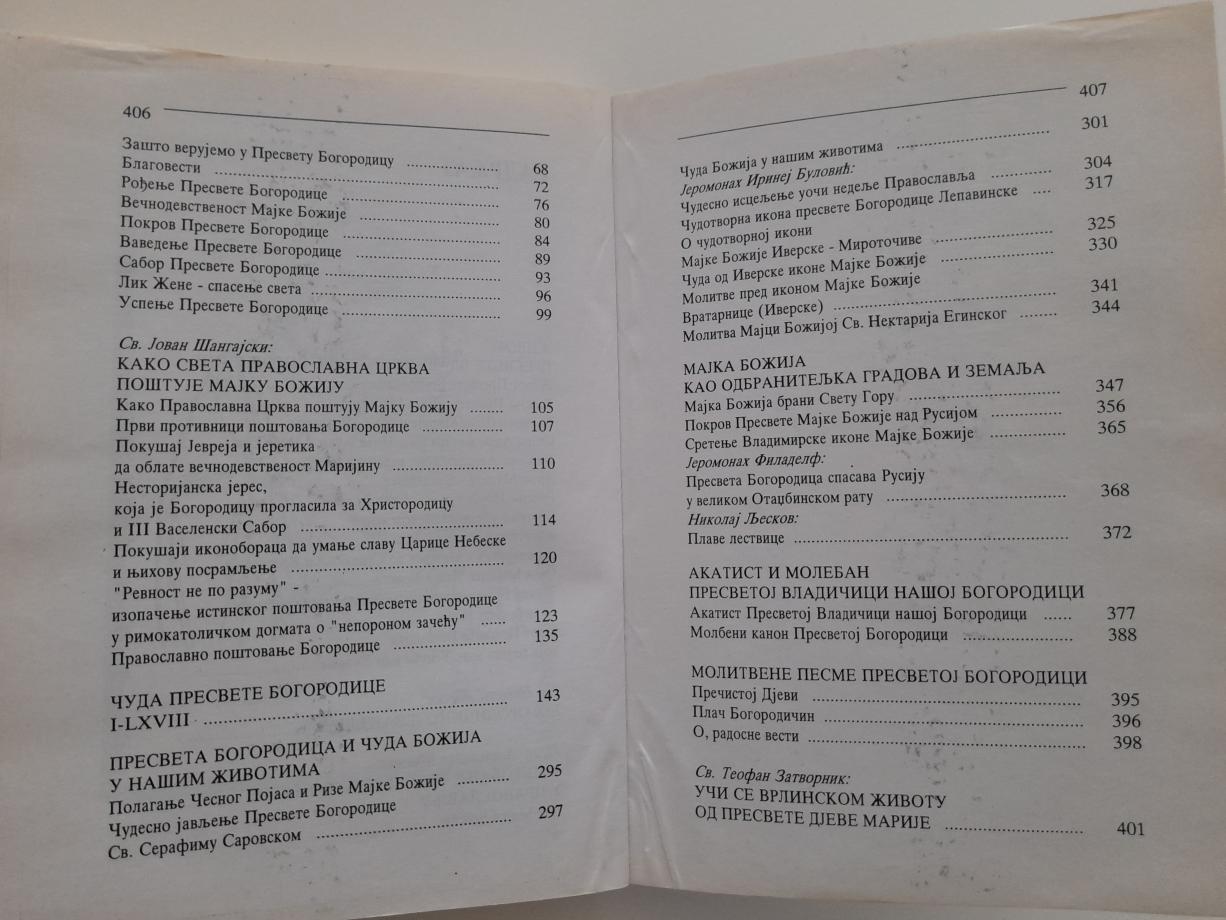 406
Зашто верујемо у Пресвету Богородицу ..................... 68
Благовести ................................................................ 72
Рођење Пресвете Богородице ..................................... 76
Вечнодевственост Мајке Божије ............................... 80
Покров Пресвете Богородице .................................... 84
Ваведење Пресвете Богородице ................................. 89
Сабор Пресвете Богородице ....................................... 93
Лик Жене - спасење света .......................................... 96
Успење Пресвете Богородице .................................... 99
Св. Јован Шангајски:
КАКО СВЕТА ПРАВОСЛАВНА ЦРКВА
ПОШТУЈЕ МАЈКУ БОЖИЈУ
Како Православна Црква поштују Мајку Божију ........ 105
Први противници поштовања Богородице .................... 107
Покушај Јевреја и јеретика
да облате вечнодевственост Маријину .......................... 110
Несторијанска јерес,
која је Богородицу прогласила за Христородицу
и III Васеленски Сабор ................................................ 114
Покушаји иконобораца да умање славу Царице Небеске
и њихову посрамљење .................................................. 120
"Ревност не по разуму" -
изопачење истинског поштовања Пресвете Богородице
у римокатоличком догмата о "непороном зачећу" ...... 123
Православно поштовање Богородице ........................... 135
ЧУДА ПРЕСВЕТЕ БОГОРОДИЦЕ
I-LXVIII ........................................................................ 143
ПРЕСВЕТА БОГОРОДИЦА И ЧУДА БОЖИЈА
У НАШИМ ЖИВОТИМА
Полагање Чесног Појаса и Ризе Мајке Божије ............ 295
Чудесно јављење Пресвете Богородице
Св. Серафиму Саровском ............................................. 297
407
Чуда Божија у нашим животима ................................... 301
Јеромонах Иринеј Буловић:
Чудесно исцељење уочи недеље Православља .............. 304
Чудотворна икона пресвете Богородице Лепавинске .... 317
О чудотворној икони
Мајке Божије Иверске - Мироточиве ........................... 325
Чуда од Иверске иконе Мајке Божије .......................... 330
Молитве пред иконом Мајке Божије
Вратарнице (Иверске) ................................................... 341
Молитва Мајци Божијој Св. Нектарија Егинског ........ 344
МАЈКА БОЖИЈА
КАО ОДБРАНИТЕЉКА ГРАДОВА И ЗЕМАЉА
Мајка Божија брани Свету Гору ................................... 347
Покров Пресвете Мајке Божије над Русијом ................ 356
Сретење Владимирске иконе Мајке Божије .................. 365
Јеромонах Филаделф:
Пресвета Богородица спасава Русију
у великом Отаџбинском рату ........................................ 368
Николај Љесков:
Плаве лествице .............................................................. 372
АКАТИСТ И МОЛЕБАН
ПРЕСВЕТОЈ ВЛАДИЧИЦИ НАШОЈ БОГОРОДИЦИ
Акатист Пресветој Владичици нашој Богородици ...... 377
Молбени канон Пресветој Богородици ........................ 388
МОЛИТВЕНЕ ПЕСМЕ ПРЕСВЕТОЈ БОГОРОДИЦИ
Пречистој Дјеви ............................................................ 395
Плач Богородичин ......................................................... 396
О, радосне вести ............................................................ 398
Св. Теофан Затворник:
УЧИ СЕ ВРЛИНСКОМ ЖИВОТУ
ОД ПРЕСВЕТЕ ДЈЕВЕ МАРИЈЕ ............................... 401